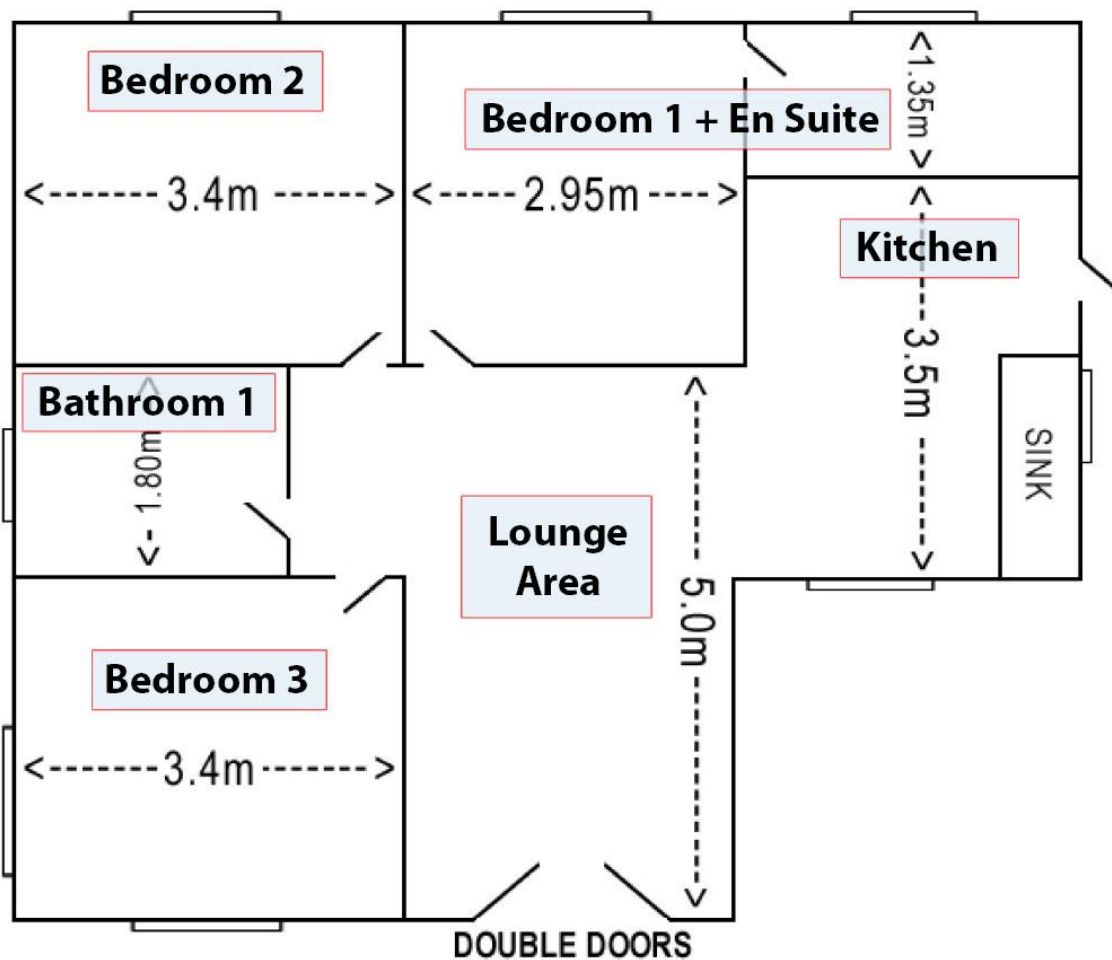 Bedroom 2
Bedroom 1 + En Suite
1.35m
3.4m
2.95m
Kitchen
3.5m
Bathroom 1
1.80m
SINK
Lounge
Area
5.0m
Bedroom 3
3.4m
DOUBLE DOORS